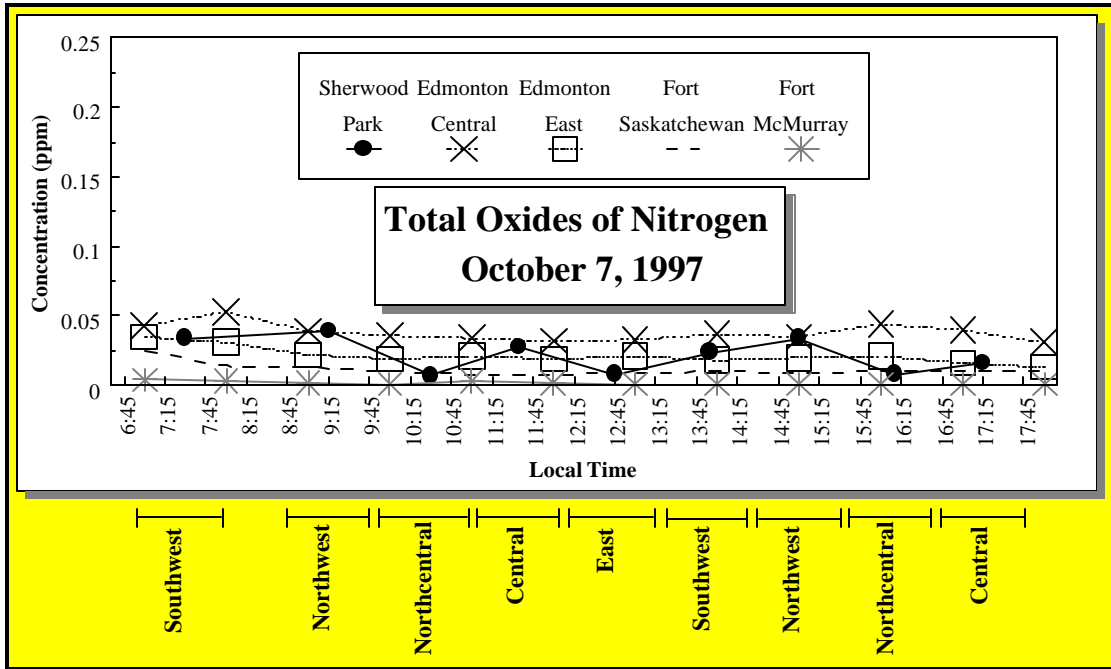 0.25
0.2
0.15
0.1
0.05
0
Concentration (ppm)
Sherwood Edmonton Edmonton Fort Fort
Park Central East Saskatchewan McMurray
Total Oxides of Nitrogen
October 7, 1997
6:45 7:15 7:45 8:15 8:45 9:15 9:45 10:15 10:45 11:15 11:45 12:15 12:45 13:15 13:45 14:15 14:45 15:15 15:45 16:15 16:45 17:15 17:45
Local Time
Southwest Northwest Northcentral Central East Southwest Northwest Northcentral Central